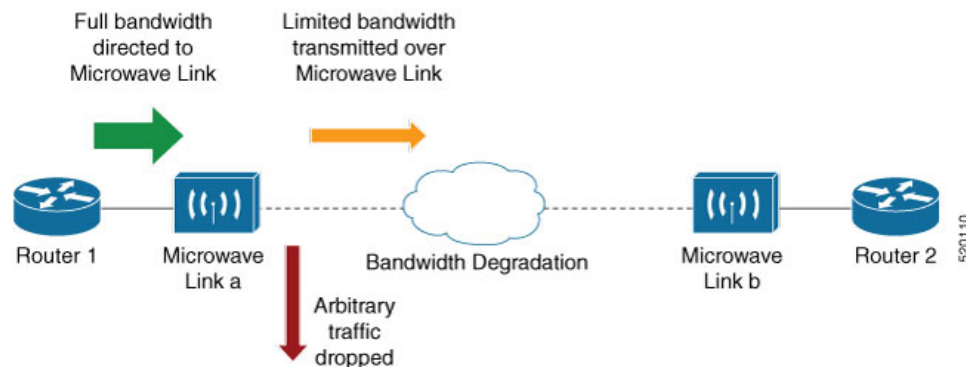 Full bandwidth
directed to
Microwave Link
Limited bandwidth
transmitted over
Microwave Link
Router 1
Microwave
Link a
Bandwidth Degradation
Microwave
Link b
Router 2
520110
Arbitrary
traffic
dropped